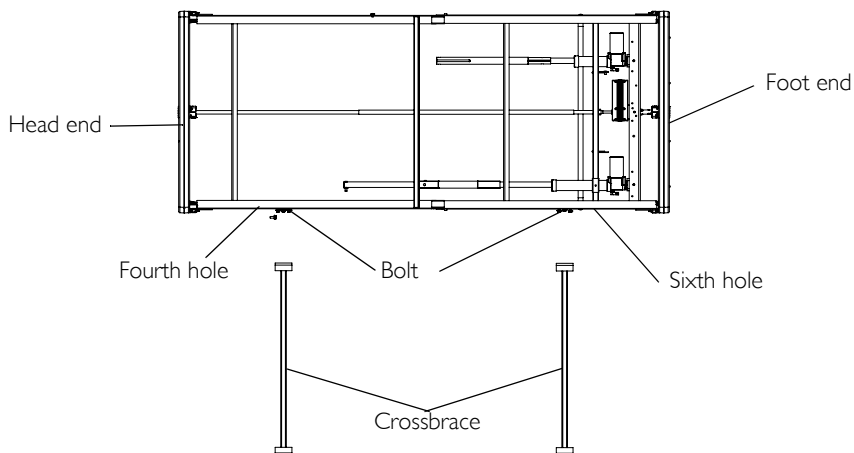 Foot end
Head end
Fourth hole
Bolt
Sixth hole
Crossbrace